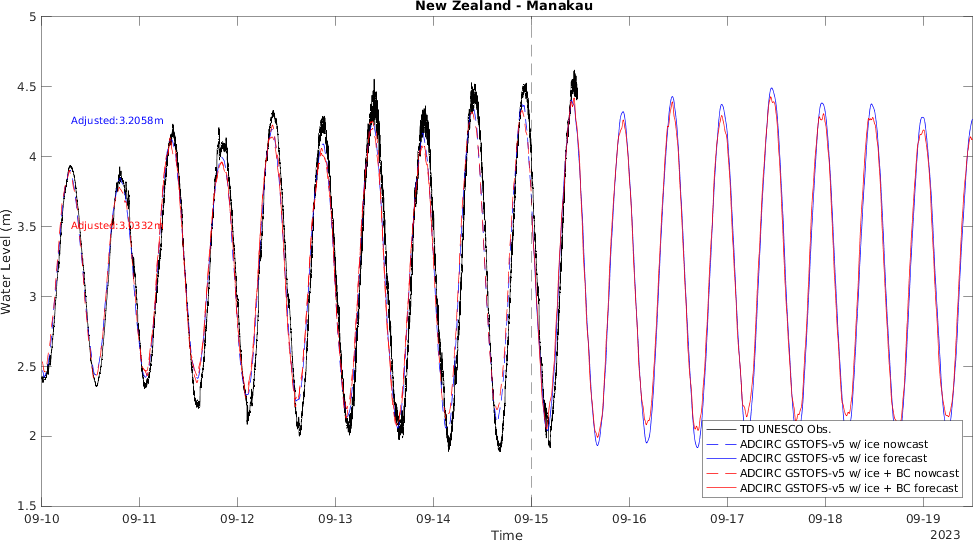 New Zealand - Manakau
5
4.5
4
3.5
3
2.5
2
1.5
Water Level (m)
Adjusted:3.2058m
Adjusted:3.0332m
TD UNESCO Obs.
ADCIRC GSTOFS-v5 w/ ice nowcast
ADCIRC GSTOFS-v5 w/ ice forecast
ADCIRC GSTOFS-v5 w/ ice + BC nowcast
ADCIRC GSTOFS-v5 w/ ice + BC forecast
09-10 09-11 09-12 09-13 09-14 09-15 09-16 09-17 09-18 09-19
Time
2023